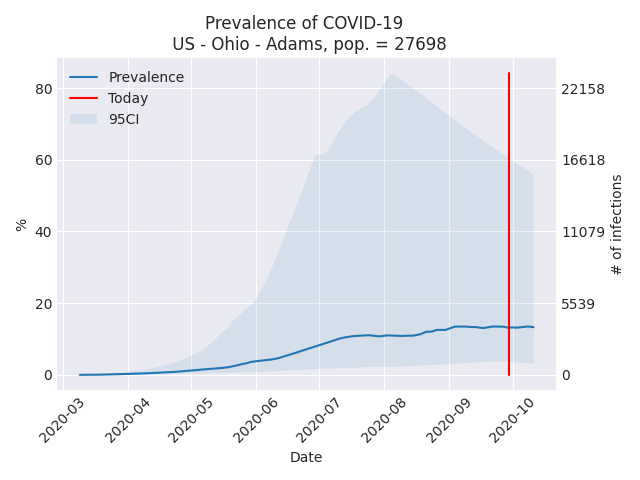 Prevalence of COVID-19
US - Ohio - Adams, pop. = 27698
Prevalence
Today
95CI
80
60
40
20
0
%
22158
16618
11079
5539
0
# of infections
2020-03
2020-04
2020-05
2020-06
2020-07
2020-08
2020-09
2020-10
Date